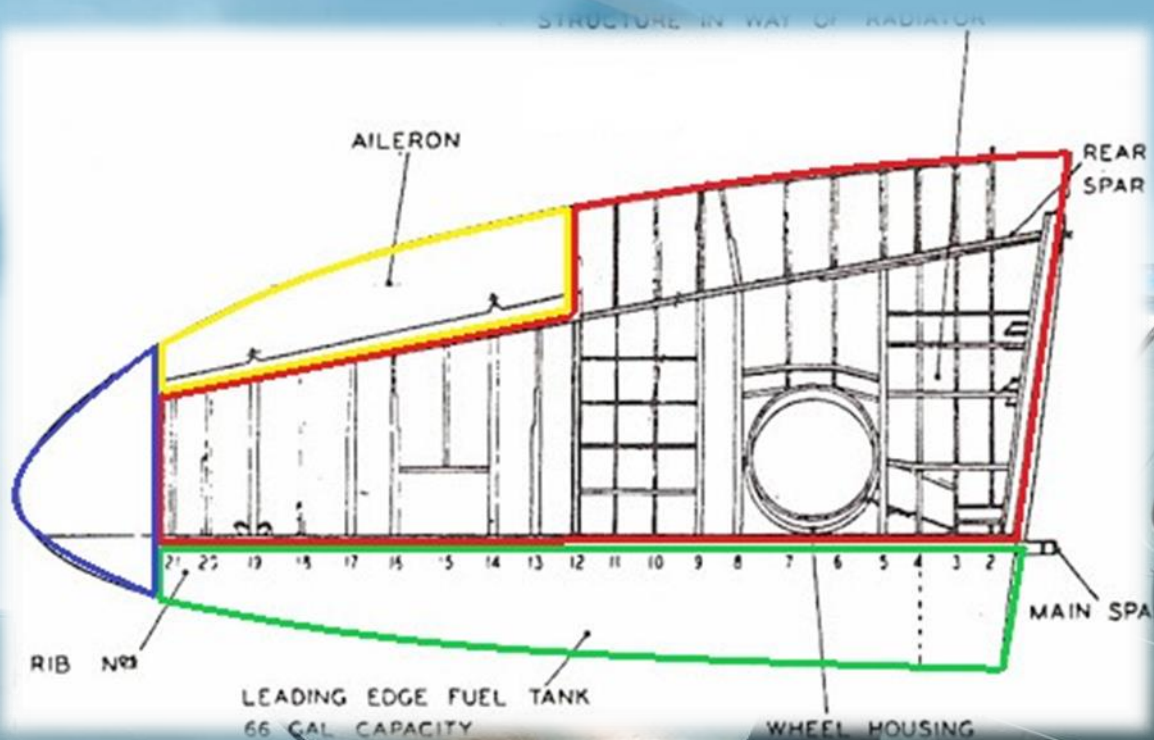 STRUCTURE IN WAY OF RADIATOR
AILERON
REAR
SPAR
21 20 19 18 17 16 15 14 13 12 11 10 9 8 7 6 5 4 3 2
MAIN SPA
RIB NOS
LEADING EDGE FUEL TANK
66 GAL CAPACITY
WHEEL HOUSING